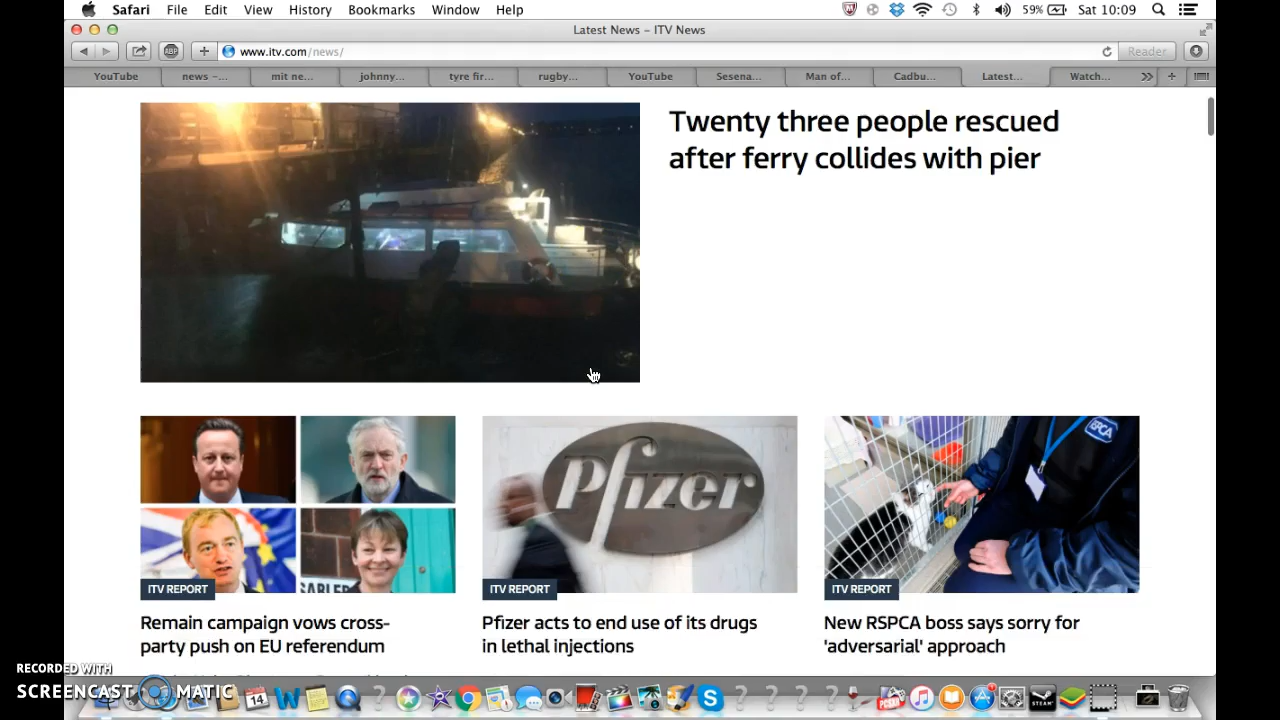 Safari File Edit View History Bookmarks Window Help 59% Sat 10:09
Latest News – ITV News
ABP www.itv.com/news/ Reader
YouTube news –... mit ne... johnny... tyre fir... rugby... YouTube Sesena... Man of... Cadbu... Latest... Watch...
Twenty three people rescued
after ferry collides with pier
Pfizer
RSPCA
ITV REPORT
Remain campaign vows cross-
party push on EU referendum
ITV REPORT
Pfizer acts to end use of its drugs
in lethal injections
ITV REPORT
New RSPCA boss says sorry for
'adversarial' approach
RECORDED WITH
SCREENCAST MATIC
14
STEAM